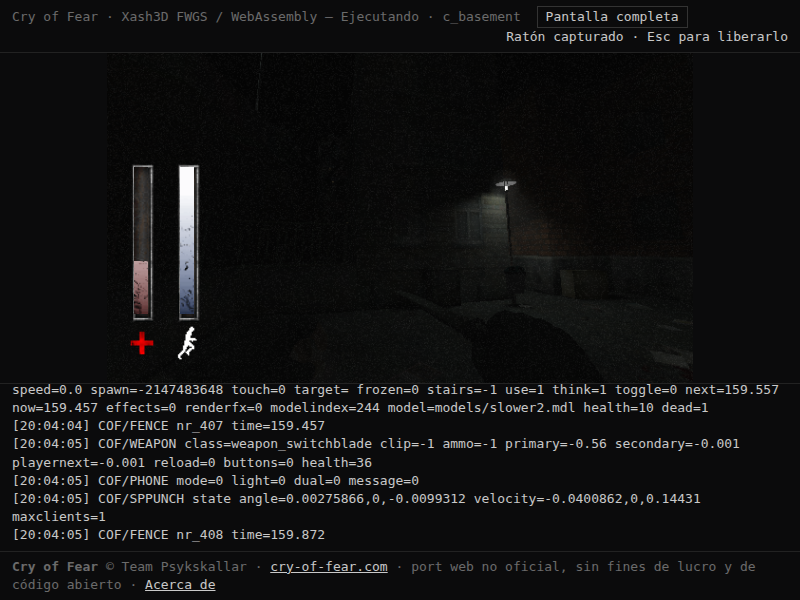 Cry of Fear · Xash3D FWGS / WebAssembly — Ejecutando · c_basement
Pantalla completa
Ratón capturado · Esc para liberarlo
speed=0.0 spawn=-2147483648 touch=0 target= frozen=0 stairs=-1 use=1 think=1 toggle=0 next=159.557
now=159.457 effects=0 renderfx=0 modelindex=244 model=models/slower2.mdl health=10 dead=1
[20:04:04] COF/FENCE nr_407 time=159.457
[20:04:05] COF/WEAPON class=weapon_switchblade clip=-1 ammo=-1 primary=-0.56 secondary=-0.001
playernext=-0.001 reload=0 buttons=0 health=36
[20:04:05] COF/PHONE mode=0 light=0 dual=0 message=0
[20:04:05] COF/SPPUNCH state angle=0.00275866,0,-0.0099312 velocity=-0.0400862,0,0.14431
maxclients=1
[20:04:05] COF/FENCE nr_408 time=159.872
Cry of Fear © Team Psykskallar · cry-of-fear.com · port web no oficial, sin fines de lucro y de
código abierto · Acerca de